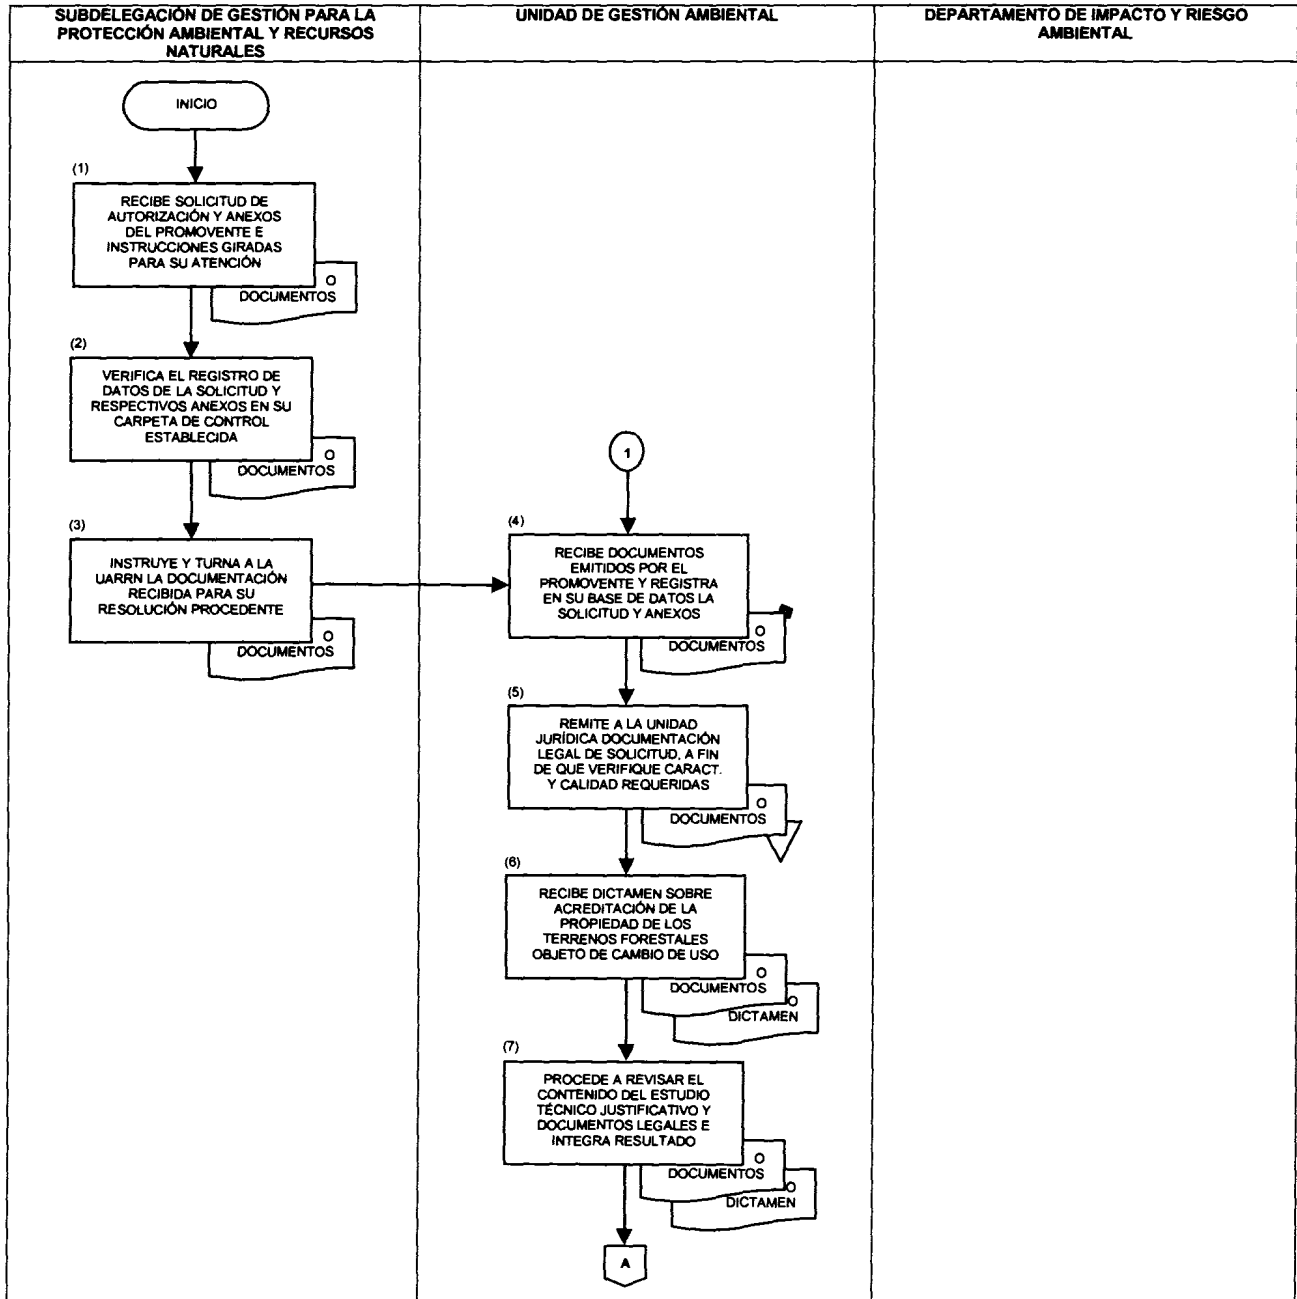 SUBDELEGACIÓN DE GESTIÓN PARA LA
PROTECCIÓN AMBIENTAL Y RECURSOS
NATURALES
UNIDAD DE GESTIÓN AMBIENTAL
DEPARTAMENTO DE IMPACTO Y RIESGO
AMBIENTAL
INICIO
(1)
RECIBE SOLICITUD DE
AUTORIZACIÓN Y ANEXOS
DEL PROMOVENTE E
INSTRUCCIONES GIRADAS
PARA SU ATENCIÓN
O
DOCUMENTOS
(2)
VERIFICA EL REGISTRO DE
DATOS DE LA SOLICITUD Y
RESPECTIVOS ANEXOS EN SU
CARPETA DE CONTROL
ESTABLECIDA
O
DOCUMENTOS
(3)
INSTRUYE Y TURNA A LA
UARRN LA DOCUMENTACIÓN
RECIBIDA PARA SU
RESOLUCIÓN PROCEDENTE
O
DOCUMENTOS
1
(4)
RECIBE DOCUMENTOS
EMITIDOS POR EL
PROMOVENTE Y REGISTRA
EN SU BASE DE DATOS LA
SOLICITUD Y ANEXOS
O
DOCUMENTOS
(5)
REMITE A LA UNIDAD
JURÍDICA DOCUMENTACIÓN
LEGAL DE SOLICITUD, A FIN
DE QUE VERIFIQUE CARACT.
Y CALIDAD REQUERIDAS
O
DOCUMENTOS
(6)
RECIBE DICTAMEN SOBRE
ACREDITACIÓN DE LA
PROPIEDAD DE LOS
TERRENOS FORESTALES
OBJETO DE CAMBIO DE USO
O
DOCUMENTOS
O
DICTAMEN
(7)
PROCEDE A REVISAR EL
CONTENIDO DEL ESTUDIO
TÉCNICO JUSTIFICATIVO Y
DOCUMENTOS LEGALES E
INTEGRA RESULTADO
O
DOCUMENTOS
O
DICTAMEN
A